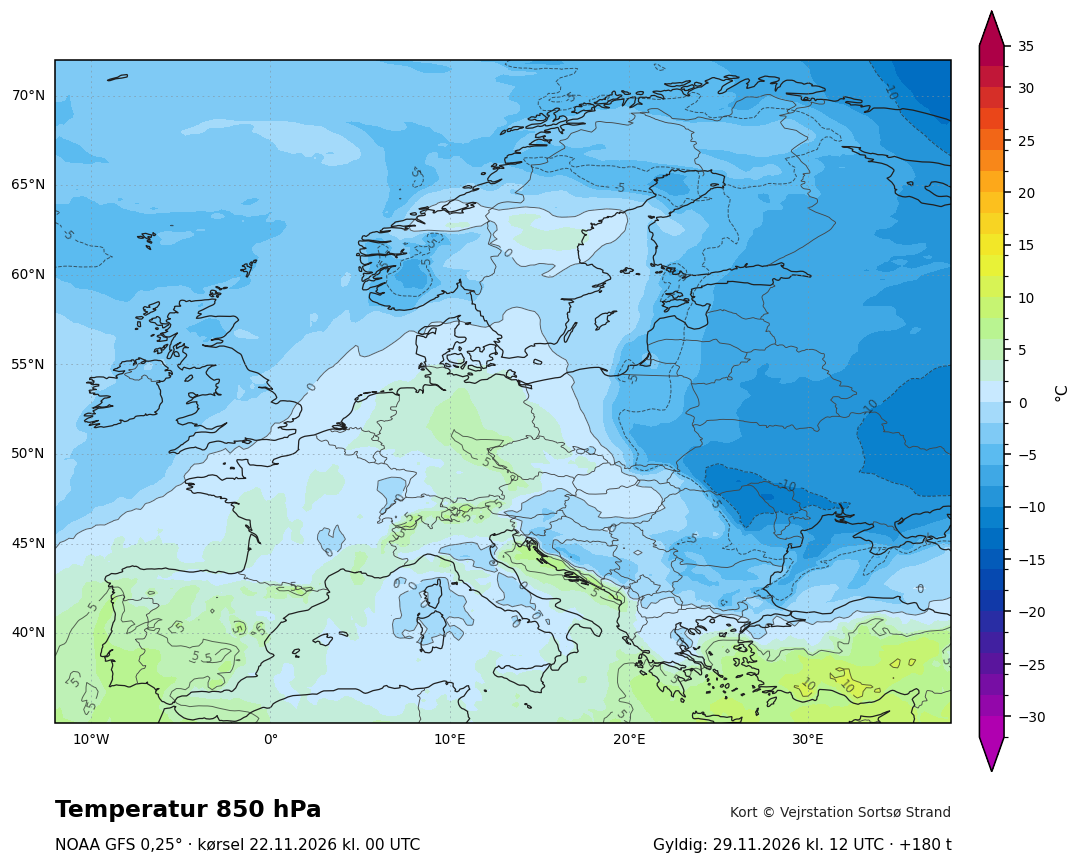 35
30
25
20
15
10
5
0
−5
−10
−15
−20
−25
−30
°C
70°N
65°N
60°N
55°N
50°N
45°N
40°N
10°W 0° 10°E 20°E 30°E
Temperatur 850 hPa
Kort © Vejrstation Sortsø Strand
NOAA GFS 0,25° · kørsel 22.11.2026 kl. 00 UTC
Gyldig: 29.11.2026 kl. 12 UTC · +180 t